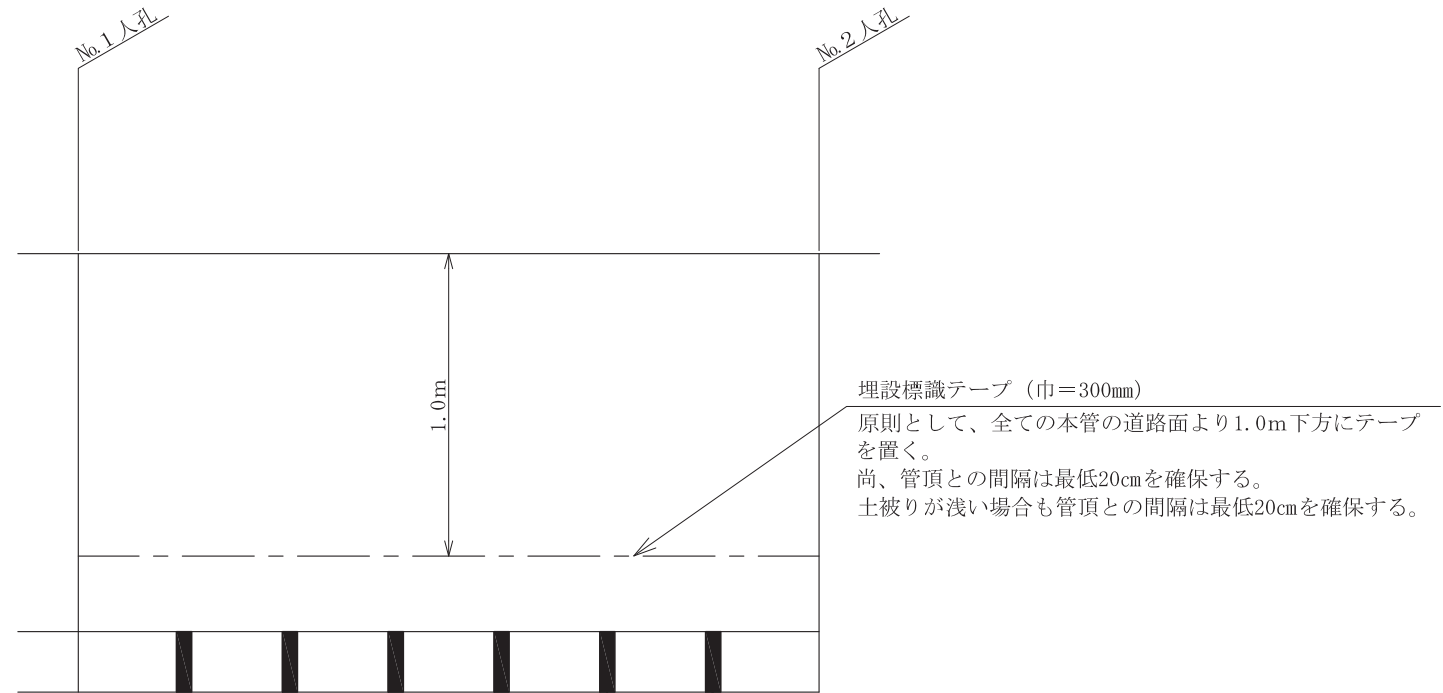 №1 人孔
№2 人孔
1.0m
埋設標識テープ（巾＝300㎜）
原則として、全ての本管の道路面より1.0ｍ下方にテープ
を置く。
尚、管頂との間隔は最低20㎝を確保する。
土被りが浅い場合も管頂との間隔は最低20㎝を確保する。